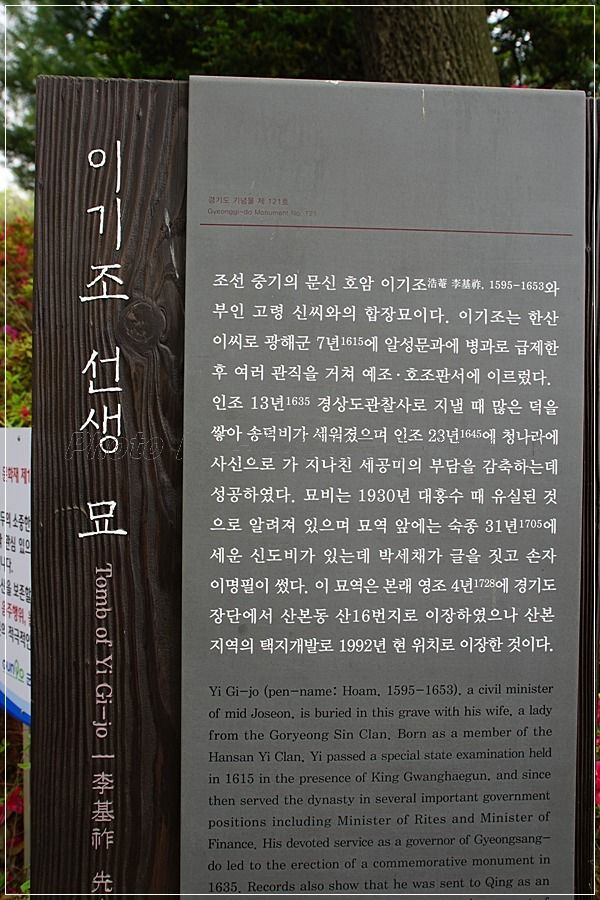 이기조 선생 묘
Tomb of Yi Gi-jo ㅡ 李基祚 先
경기도 기념물 제 121호
Gyeonggi-do Monument No. 121
조선 중기의 문신 호암 이기조浩菴 李基祚, 1595-1653와
부인 고령 신씨와의 합장묘이다. 이기조는 한산
이씨로 광해군 7년1615에 알성문과에 병과로 급제한
후 여러 관직을 거쳐 예조·호조판서에 이르렀다.
인조 13년1635 경상도관찰사로 지낼 때 많은 덕을
쌓아 송덕비가 세워졌으며 인조 23년1645에 청나라에
사신으로 가 지나친 세공미의 부담을 감축하는데
성공하였다. 묘비는 1930년 대홍수 때 유실된 것
으로 알려져 있으며 묘역 앞에는 숙종 31년1705에
세운 신도비가 있는데 박세채가 글을 짓고 손자
이명필이 썼다. 이 묘역은 본래 영조 4년1728에 경기도
장단에서 산본동 산16번지로 이장하였으나 산본
지역의 택지개발로 1992년 현 위치로 이장한 것이다.
Yi Gi-jo (pen-name: Hoam, 1595-1653), a civil minister
of mid Joseon, is buried in this grave with his wife, a lady
from the Goryeong Sin Clan. Born as a member of the
Hansan Yi Clan, Yi passed a special state examination held
in 1615 in the presence of King Gwanghaegun, and since
then served the dynasty in several important government
positions including Minister of Rites and Minister of
Finance. His devoted service as a governor of Gyeongsang-
do led to the erection of a commemorative monument in
1635. Records also show that he was sent to Qing as an
Photo